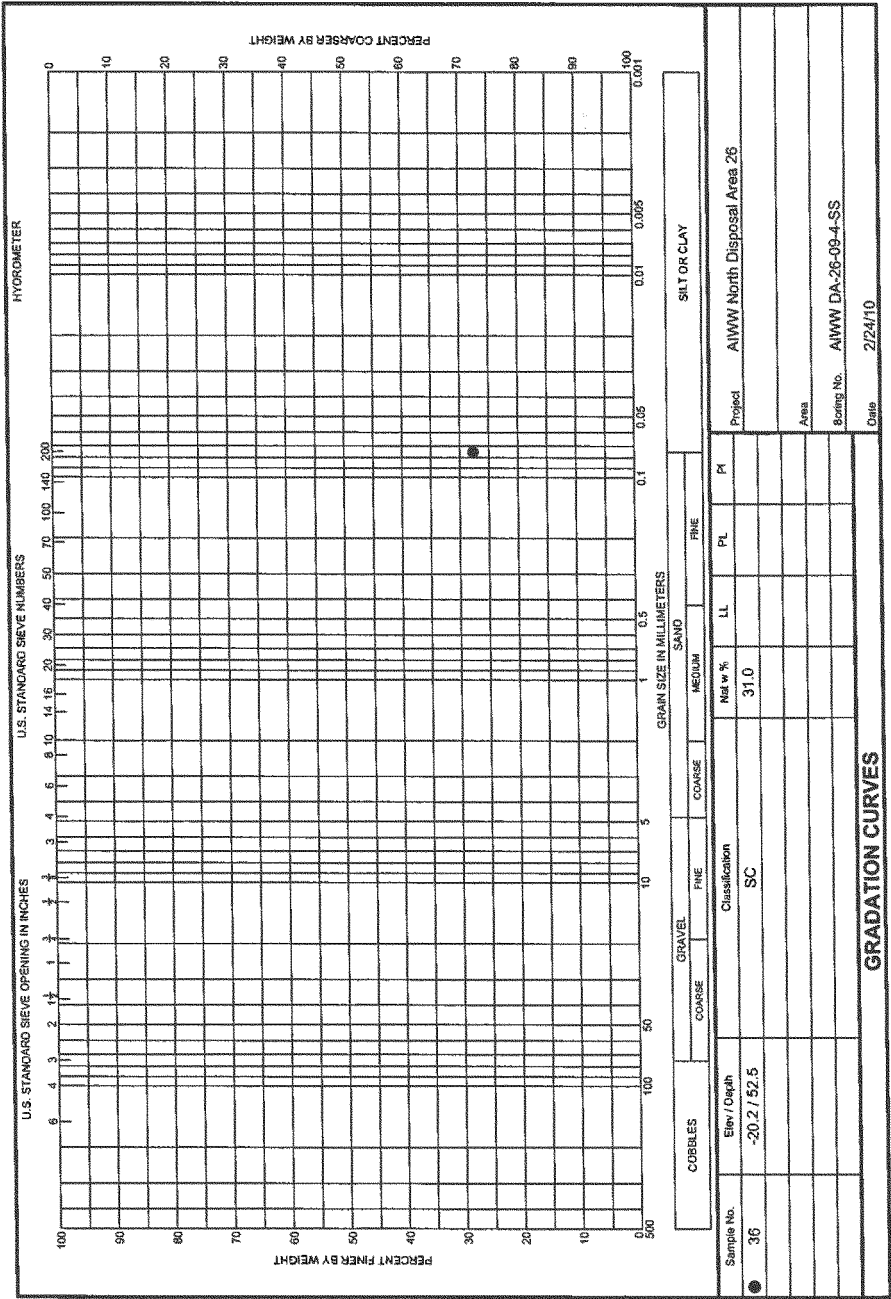 U.S. STANDARD SIEVE OPENING IN INCHES
U.S. STANDARD SIEVE NUMBERS
HYDROMETER
6 4 3 2 1½ 1 ¾ ½ ⅜ 3 4 6 8 10 14 16 20 30 40 50 70 100 140 200
100
90
80
70
60
50
40
30
20
10
0
PERCENT FINER BY WEIGHT
0
10
20
30
40
50
60
70
80
90
100
PERCENT COARSER BY WEIGHT
500 100 50 10 5 1 0.5 0.1 0.05 0.01 0.005 0.001
GRAIN SIZE IN MILLIMETERS
COBBLES GRAVEL SAND SILT OR CLAY
COARSE FINE COARSE MEDIUM FINE
Sample No. Elev / Depth Classification Nat w % LL PL PI
36 -20.2 / 52.5 SC 31.0
Project AIWW North Disposal Area 26
Area
Boring No. AIWW DA-26-09-4-SS
Date 2/24/10
GRADATION CURVES